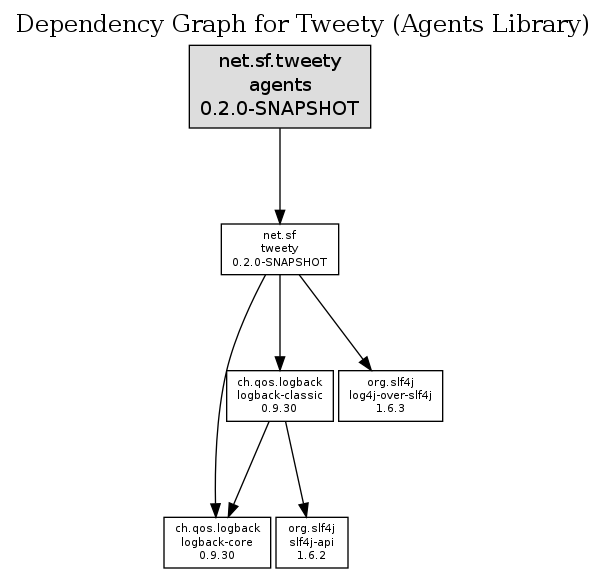 Dependency Graph for Tweety (Agents Library)
net.sf.tweety
agents
0.2.0-SNAPSHOT
net.sf
tweety
0.2.0-SNAPSHOT
ch.qos.logback
logback-classic
0.9.30
org.slf4j
log4j-over-slf4j
1.6.3
ch.qos.logback
logback-core
0.9.30
org.slf4j
slf4j-api
1.6.2